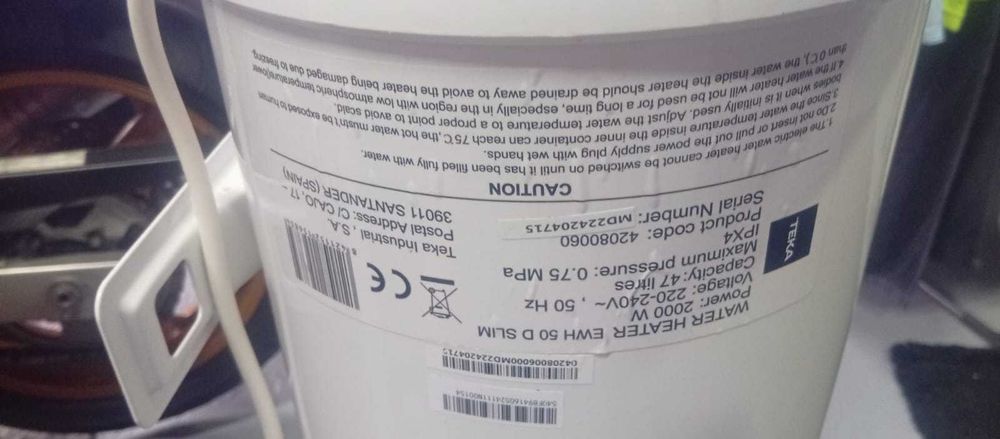 TEKA
WATER HEATER EWH 50 D SLIM
Power: 2000 W
Voltage: 220-240V~ , 50 Hz
Capacity: 47 litres
Maximum pressure: 0.75 MPa
IPX4
Product code: 42080060
Serial Number: MD224204715
CE
Teka Industrial , S.A.
Postal Address: C/ CAJO, 17 -
39011 SANTANDER (SPAIN)
CAUTION
1.The electric water heater cannot be switched on until it has been filled fully with water.
2.Do not insert or pull out the power supply plug with wet hands.
3.Since the water temperature inside the inner container can reach 75℃, the hot water mustn't be exposed to human
bodies when it is initially used. Adjust the water temperature to a proper point to avoid scald.
4.If the water heater will not be used for a long time, especially in the region with low atmospheric temperature(lower
than 0℃), the water inside the heater should be drained away to avoid the heater being damaged due to freezing.
0420800600000MD224204715